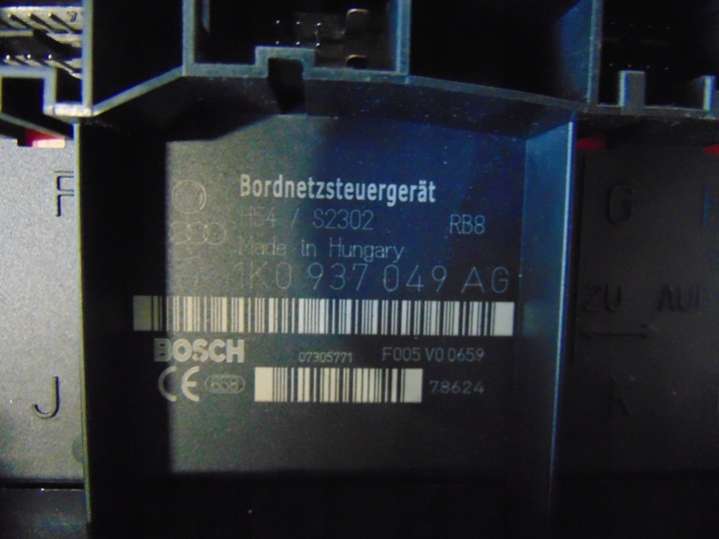 Bordnetzsteuergerät
H54 / S2302 RB8
Made in Hungary
1K0 937 049 AG
BOSCH 07305771 F005 V0 0659
CE 78624
F
J
G
ZU AUF
K